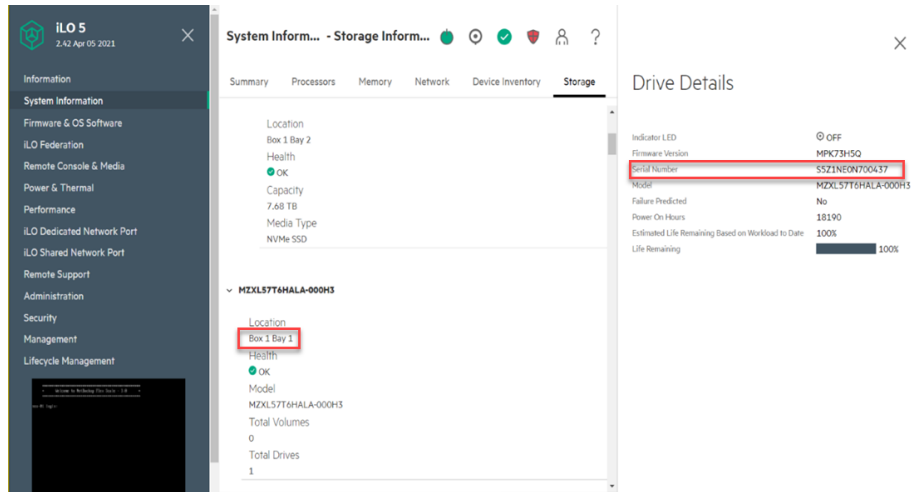 iLO 5
2.42 Apr 05 2021
Information
System Information
Firmware & OS Software
iLO Federation
Remote Console & Media
Power & Thermal
Performance
iLO Dedicated Network Port
iLO Shared Network Port
Remote Support
Administration
Security
Management
Lifecycle Management
System Inform... - Storage Inform...
Summary Processors Memory Network Device Inventory Storage
Location
Box 1 Bay 2
Health
OK
Capacity
7.68 TB
Media Type
NVMe SSD
MZXL57T6HALA-000H3
Location
Box 1 Bay 1
Health
OK
Model
MZXL57T6HALA-000H3
Total Volumes
0
Total Drives
1
Drive Details
Indicator LED OFF
Firmware Version MPK73H5Q
Serial Number S5Z1NE0N700437
Model MZXL57T6HALA-000H3
Failure Predicted No
Power On Hours 18190
Estimated Life Remaining Based on Workload to Date 100%
Life Remaining 100%